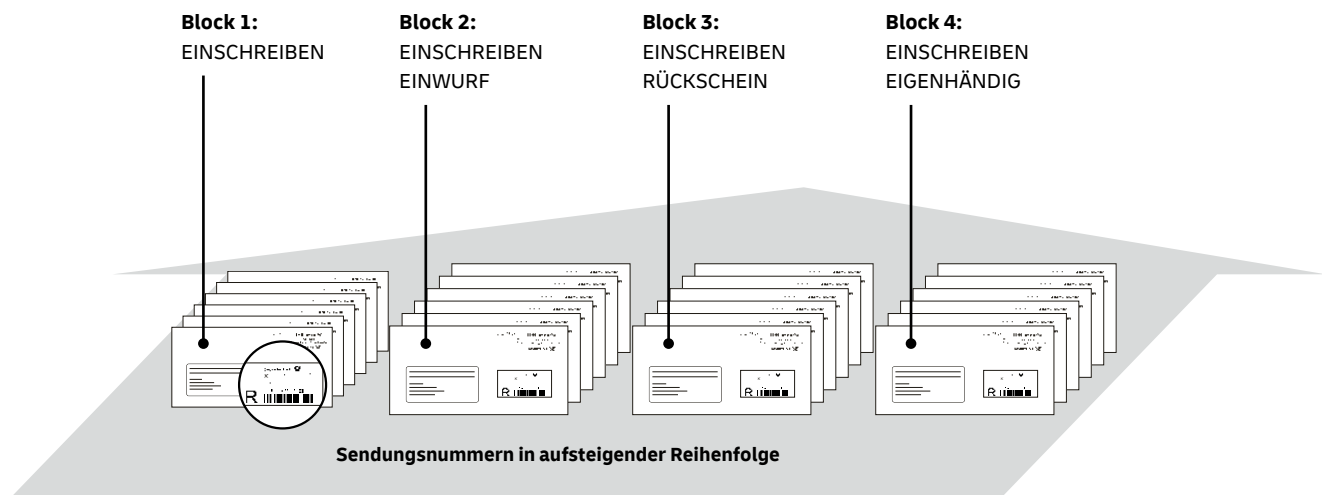 Block 1:
EINSCHREIBEN
Block 2:
EINSCHREIBEN
EINWURF
Block 3:
EINSCHREIBEN
RÜCKSCHEIN
Block 4:
EINSCHREIBEN
EIGENHÄNDIG
R
R
R
R
Sendungsnummern in aufsteigender Reihenfolge